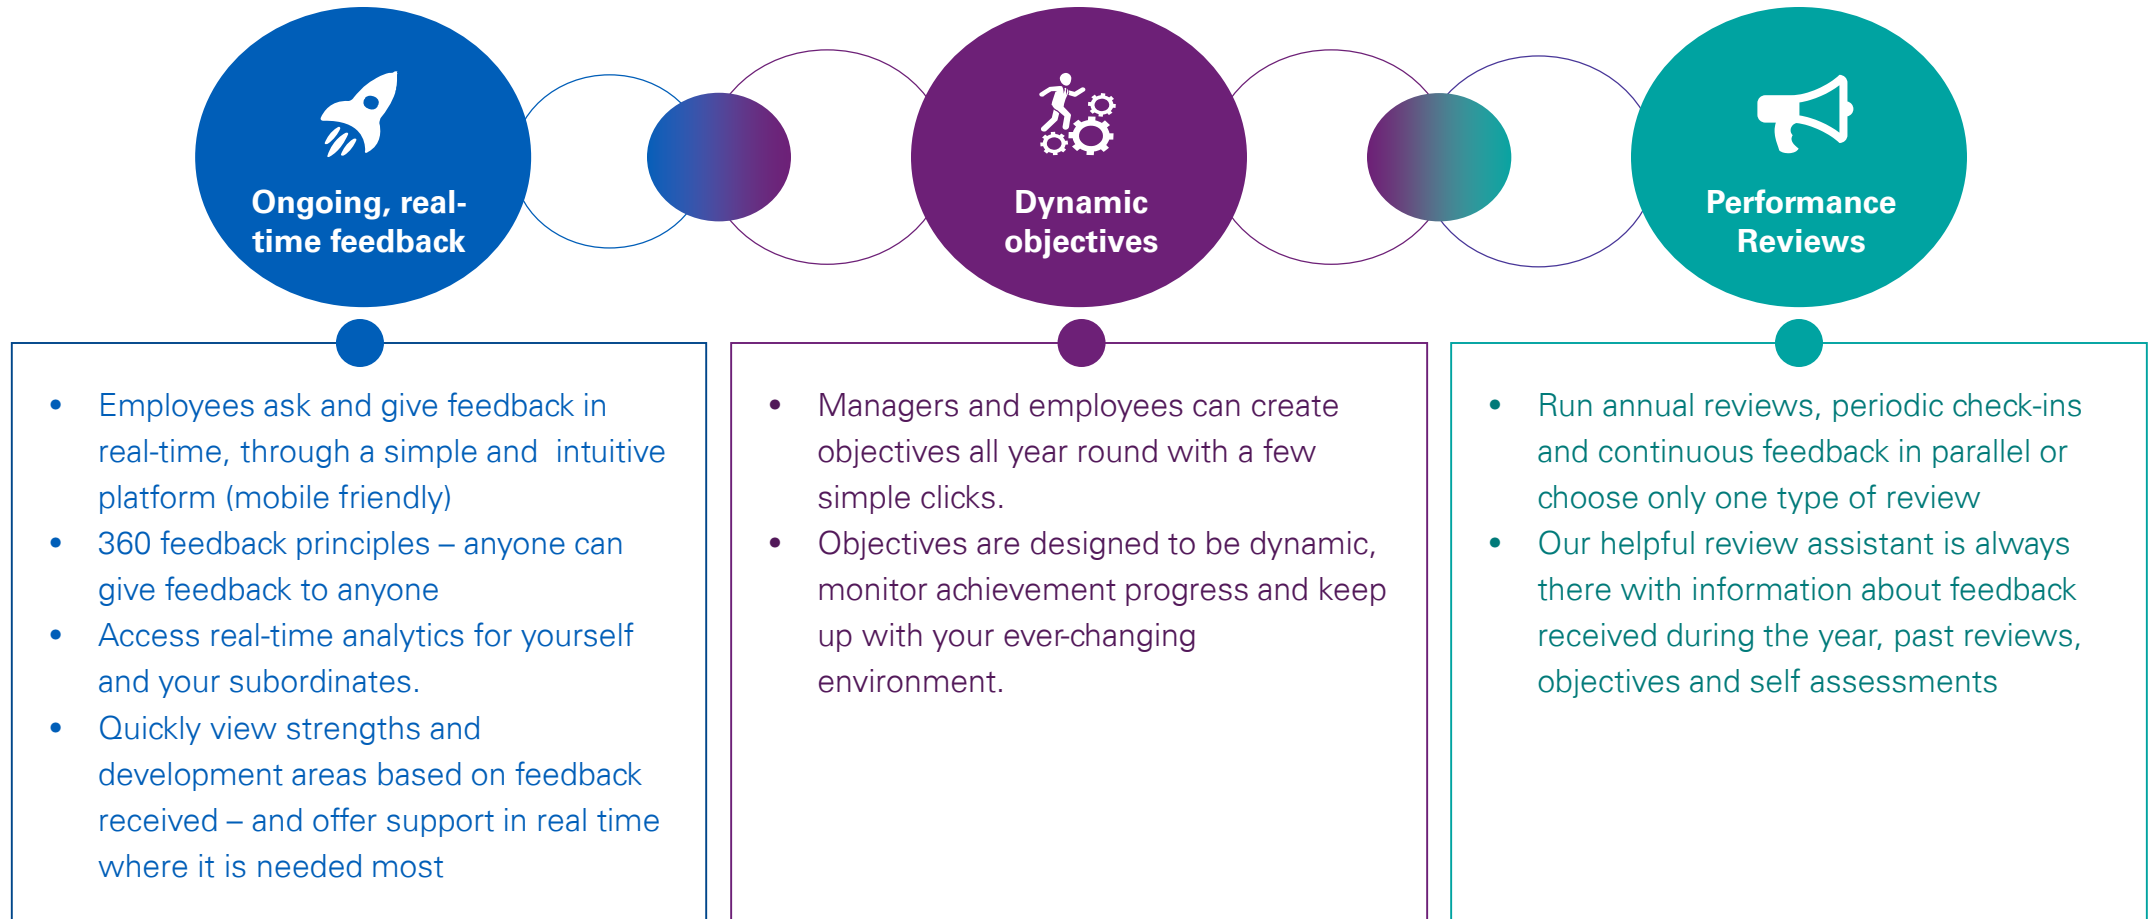 Ongoing, real-
time feedback
Dynamic
objectives
Performance
Reviews
• Employees ask and give feedback in
real-time, through a simple and  intuitive
platform (mobile friendly)
• 360 feedback principles – anyone can
give feedback to anyone
• Access real-time analytics for yourself
and your subordinates.
• Quickly view strengths and
development areas based on feedback
received – and offer support in real time
where it is needed most
• Managers and employees can create
objectives all year round with a few
simple clicks.
• Objectives are designed to be dynamic,
monitor achievement progress and keep
up with your ever-changing
environment.
• Run annual reviews, periodic check-ins
and continuous feedback in parallel or
choose only one type of review
• Our helpful review assistant is always
there with information about feedback
received during the year, past reviews,
objectives and self assessments